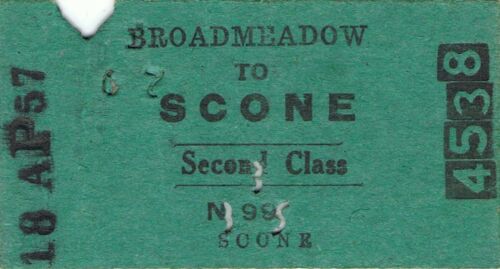 BROADMEADOW
TO
SCONE
Second Class
N 99
SCONE
18 AP 57
4538